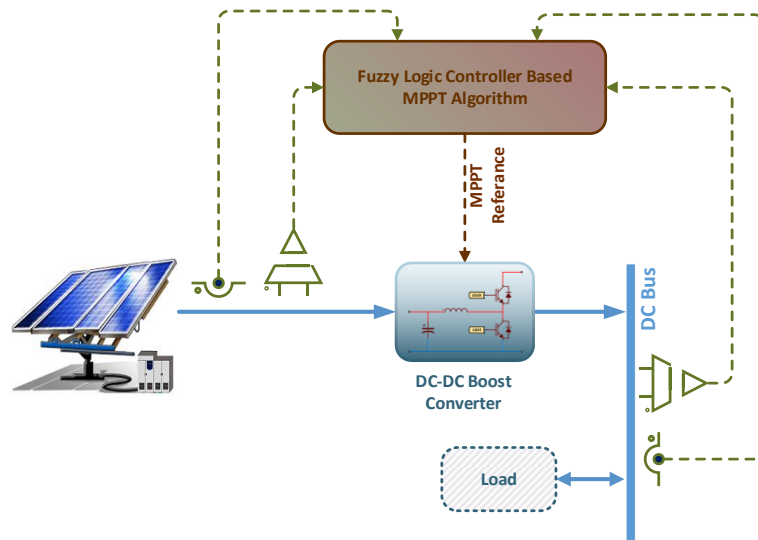 Fuzzy Logic Controller Based
MPPT Algorithm
MPPT
Referance
DC Bus
DC-DC Boost
Converter
Load